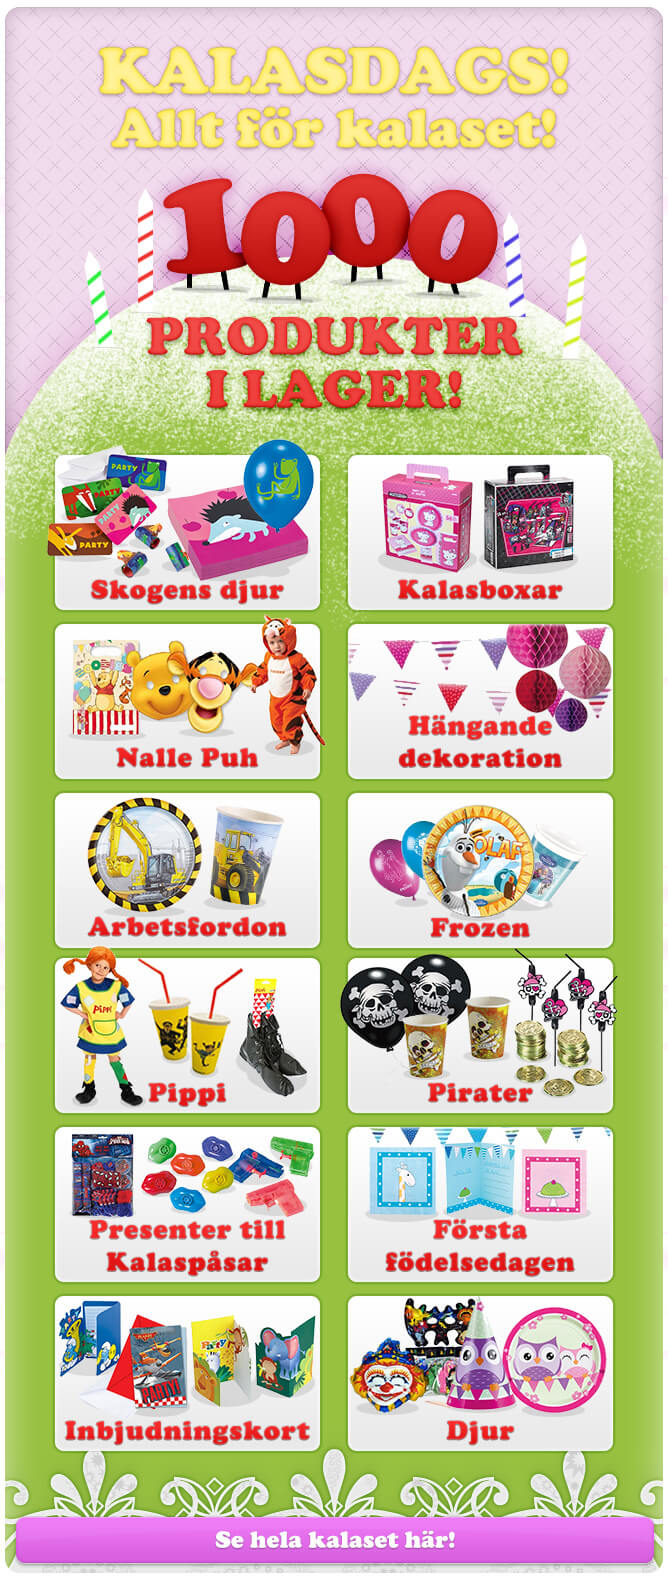 KALASDAGS!
Allt för kalaset!
1000
PRODUKTER
I LAGER!
PARTY
PARTY
PARTY
PARTY
Skogens djur
Kalasboxar
Nalle Puh
Hängande
dekoration
Arbetsfordon
OLAF
Frozen
Pippi
Pippi
Pirater
Presenter till
Kalaspåsar
Första
födelsedagen
PARTY!
Party
Inbjudningskort
Djur
Se hela kalaset här!